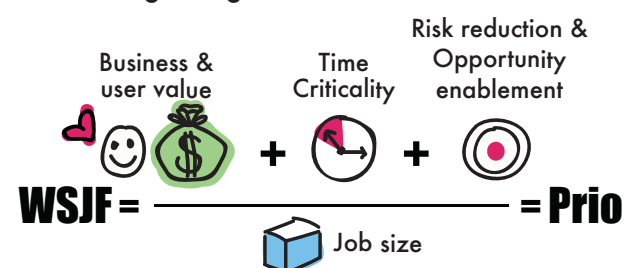 Risk reduction &
Opportunity
enablement
Business &
user value
Time
Criticality
$ + +
WSJF = = Prio
Job size